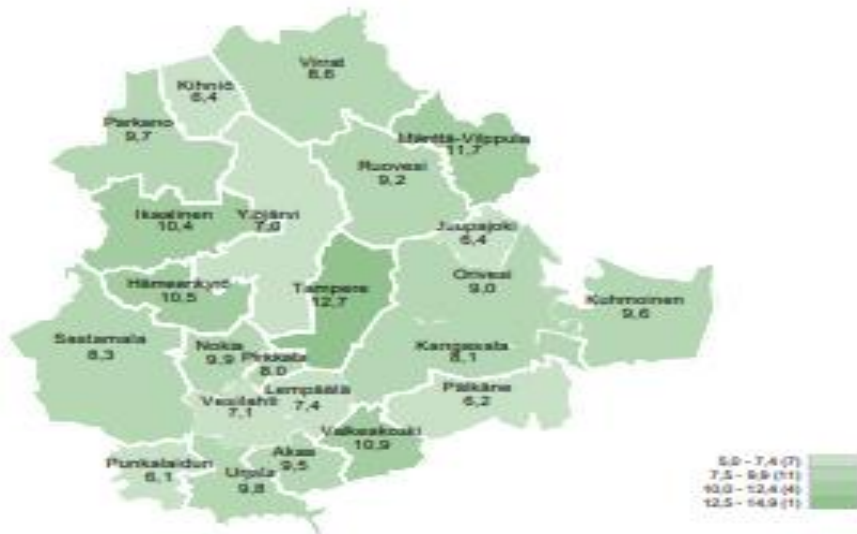 Virrat
8,6
Kihniö
6,4
Parkano
9,7
Mänttä-Vilppula
11,7
Ruovesi
9,2
Ikaalinen
10,4
Ylöjärvi
7,0
Juupajoki
6,4
Orivesi
9,0
Hämeenkyrö
10,5
Tampere
12,7
Kuhmoinen
9,6
Sastamala
8,3
Nokia
9,9
Pirkkala
8,0
Kangasala
8,1
Vesilahti
7,1
Lempäälä
7,4
Pälkäne
6,2
Valkeakoski
10,9
Punkalaidun
6,1
Urjala
9,8
Akaa
9,5
5,0 - 7,4 (7)
7,5 - 9,9 (11)
10,0 - 12,4 (4)
12,5 - 14,9 (1)